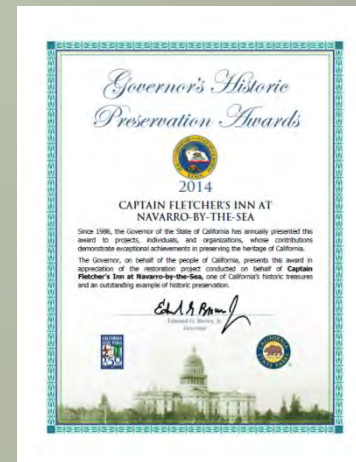 Governor's Historic
Preservation Awards
2014
CAPTAIN FLETCHER'S INN AT
NAVARRO-BY-THE-SEA
Since 1986, the Governor of the State of California has annually presented this
award to projects, individuals, and organizations, whose contributions
demonstrate exceptional achievements in preserving the heritage of California.
The Governor, on behalf of the people of California, presents this award in
appreciation of the restoration project conducted on behalf of Captain
Fletcher's Inn at Navarro-by-the-Sea, one of California's historic treasures
and an outstanding example of historic preservation.
Edmund G. Brown, Jr.
Governor